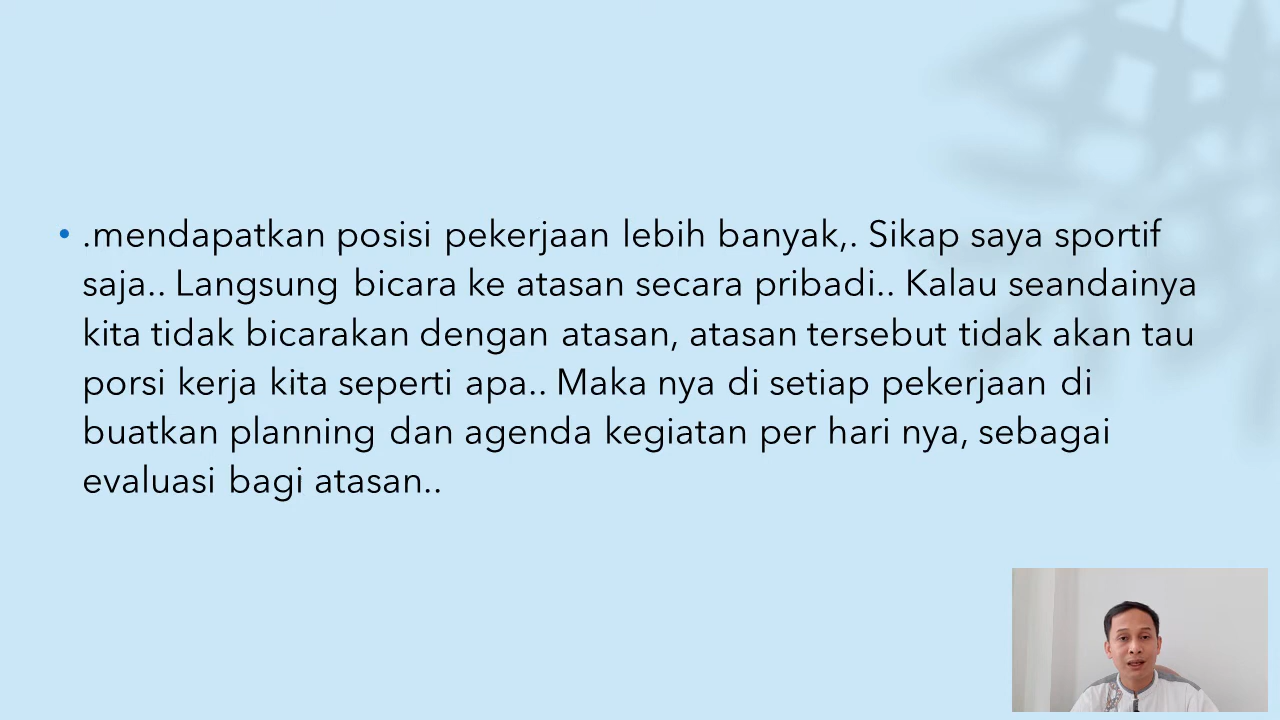 • .mendapatkan posisi pekerjaan lebih banyak,. Sikap saya sportif
saja.. Langsung bicara ke atasan secara pribadi.. Kalau seandainya
kita tidak bicarakan dengan atasan, atasan tersebut tidak akan tau
porsi kerja kita seperti apa.. Maka nya di setiap pekerjaan di
buatkan planning dan agenda kegiatan per hari nya, sebagai
evaluasi bagi atasan..